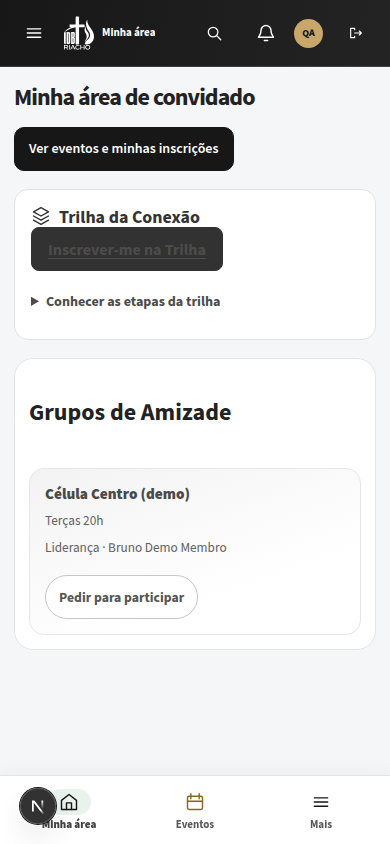 IDB
RIACHO
Minha área
QA
Minha área de convidado
Ver eventos e minhas inscrições
Trilha da Conexão
Inscrever-me na Trilha
Conhecer as etapas da trilha
Grupos de Amizade
Célula Centro (demo)
Terças 20h
Liderança · Bruno Demo Membro
Pedir para participar
N
Minha área
Eventos
Mais